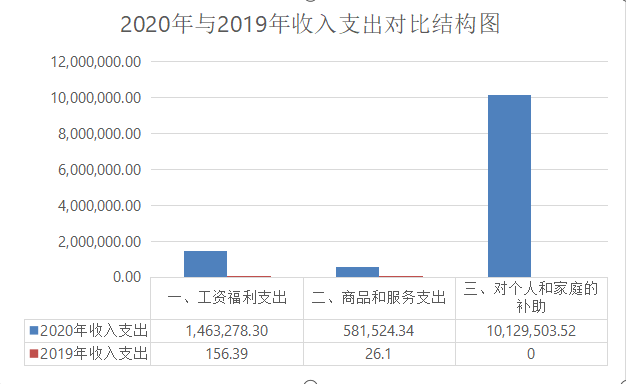 2020年与2019年收入支出对比结构图
12,000,000.00
10,000,000.00
8,000,000.00
6,000,000.00
4,000,000.00
2,000,000.00
0.00
一、工资福利支出 二、商品和服务支出 三、对个人和家庭的
补助
2020年收入支出 1,463,278.30 581,524.34 10,129,503.52
2019年收入支出 156.39 26.1 0